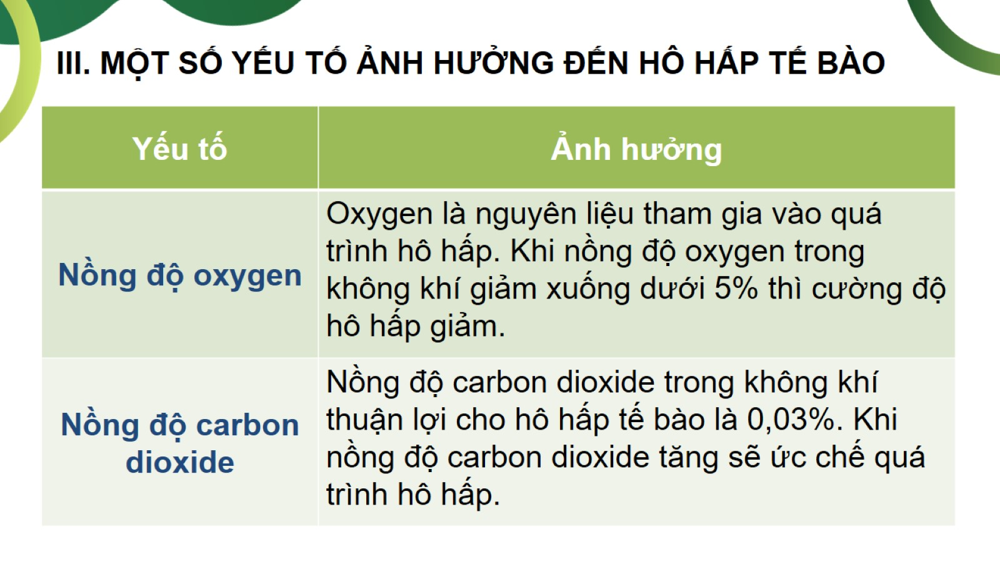 III. MỘT SỐ YẾU TỐ ẢNH HƯỞNG ĐẾN HÔ HẤP TẾ BÀO
Yếu tố
Ảnh hưởng
Nồng độ oxygen
Oxygen là nguyên liệu tham gia vào quá
trình hô hấp. Khi nồng độ oxygen trong
không khí giảm xuống dưới 5% thì cường độ
hô hấp giảm.
Nồng độ carbon
dioxide
Nồng độ carbon dioxide trong không khí
thuận lợi cho hô hấp tế bào là 0,03%. Khi
nồng độ carbon dioxide tăng sẽ ức chế quá
trình hô hấp.